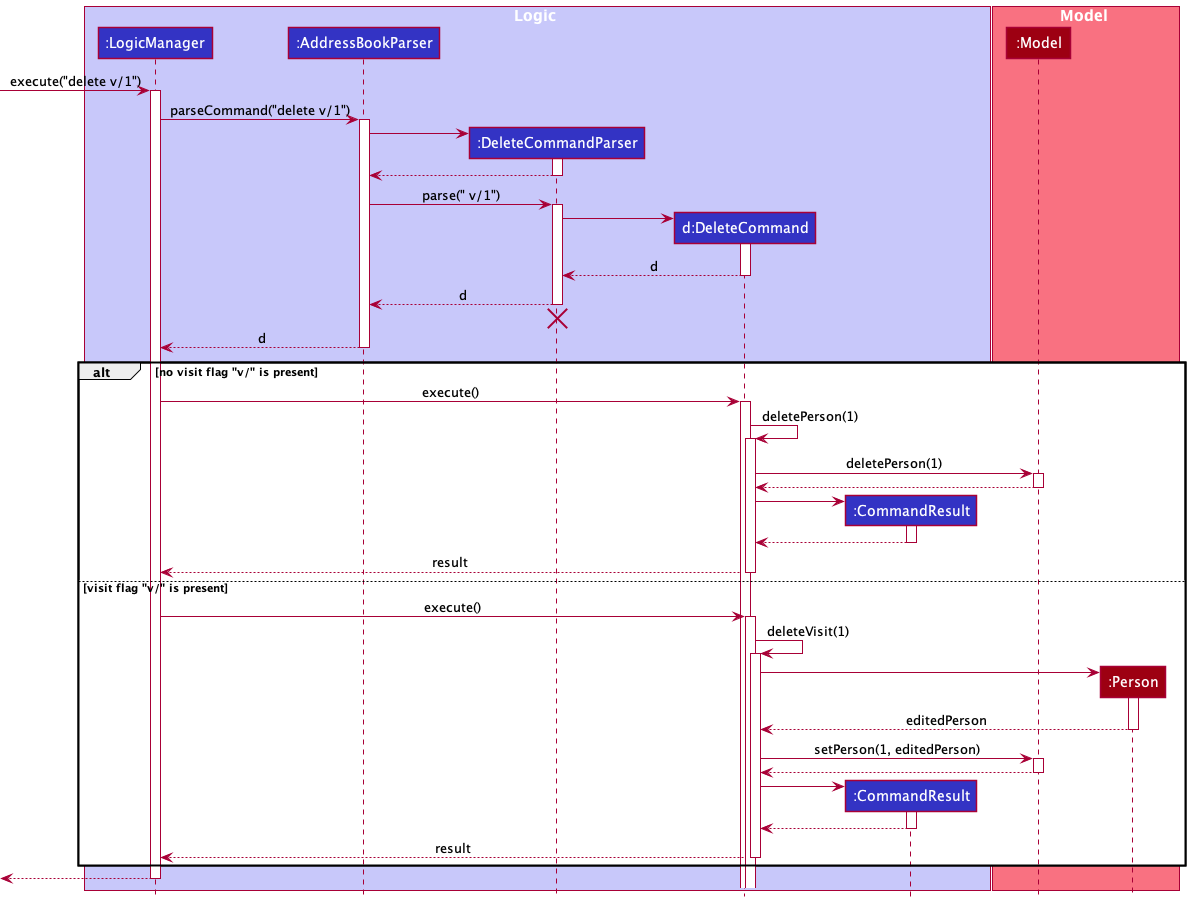 Logic
Model
:LogicManager
:AddressBookParser
:Model
execute("delete v/1")
parseCommand("delete v/1")
:DeleteCommandParser
parse(" v/1")
d:DeleteCommand
d
d
d
alt
[no visit flag "v/" is present]
execute()
deletePerson(1)
deletePerson(1)
:CommandResult
result
[visit flag "v/" is present]
execute()
deleteVisit(1)
:Person
editedPerson
setPerson(1, editedPerson)
:CommandResult
result